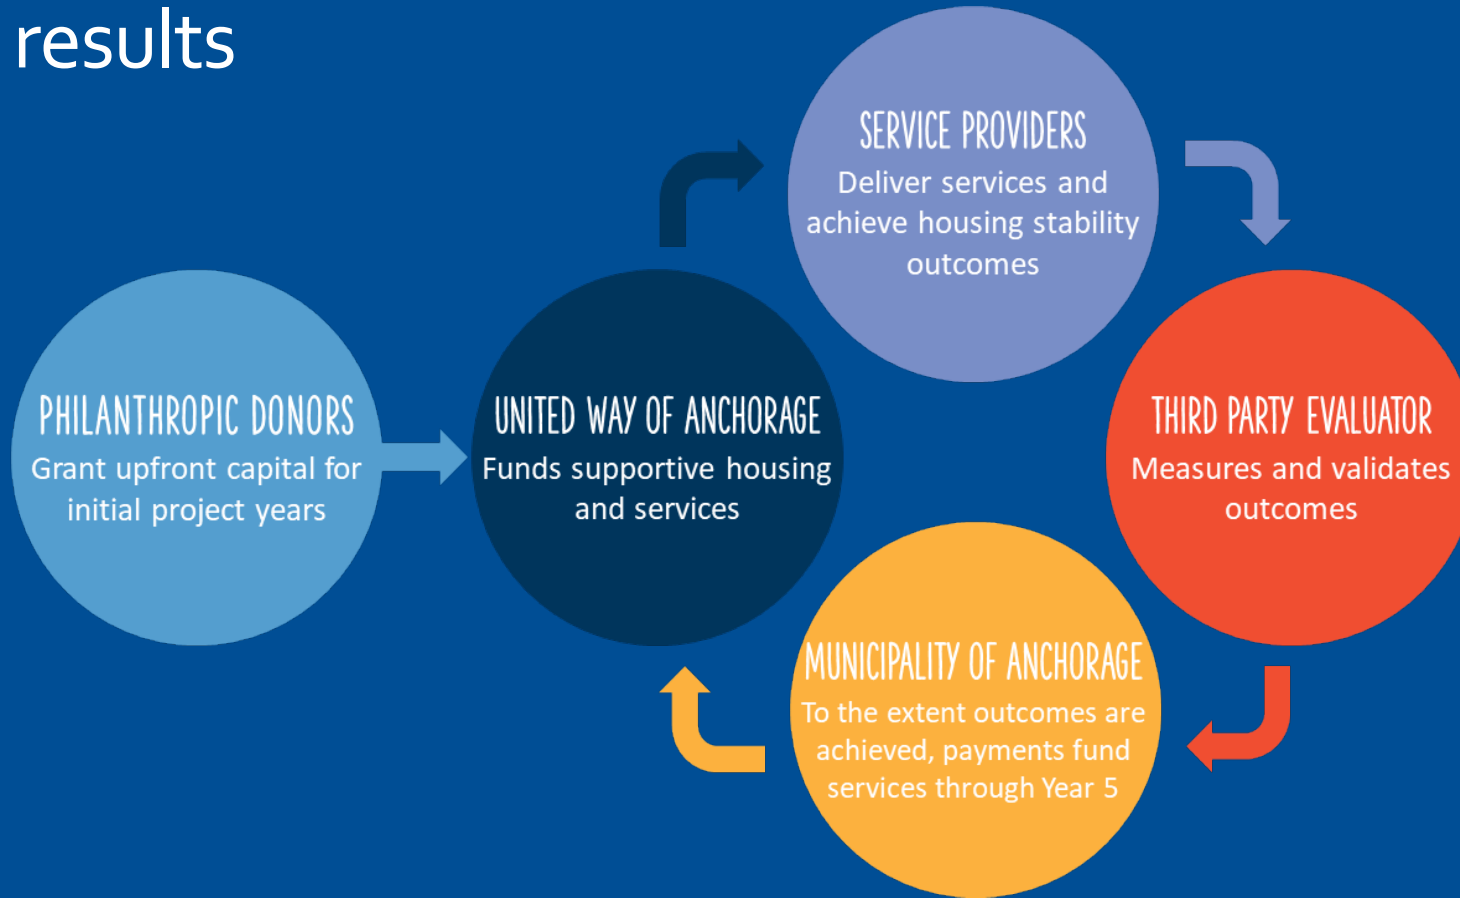 results
PHILANTHROPIC DONORS
Grant upfront capital for
initial project years
UNITED WAY OF ANCHORAGE
Funds supportive housing
and services
SERVICE PROVIDERS
Deliver services and
achieve housing stability
outcomes
THIRD PARTY EVALUATOR
Measures and validates
outcomes
MUNICIPALITY OF ANCHORAGE
To the extent outcomes are
achieved, payments fund
services through Year 5